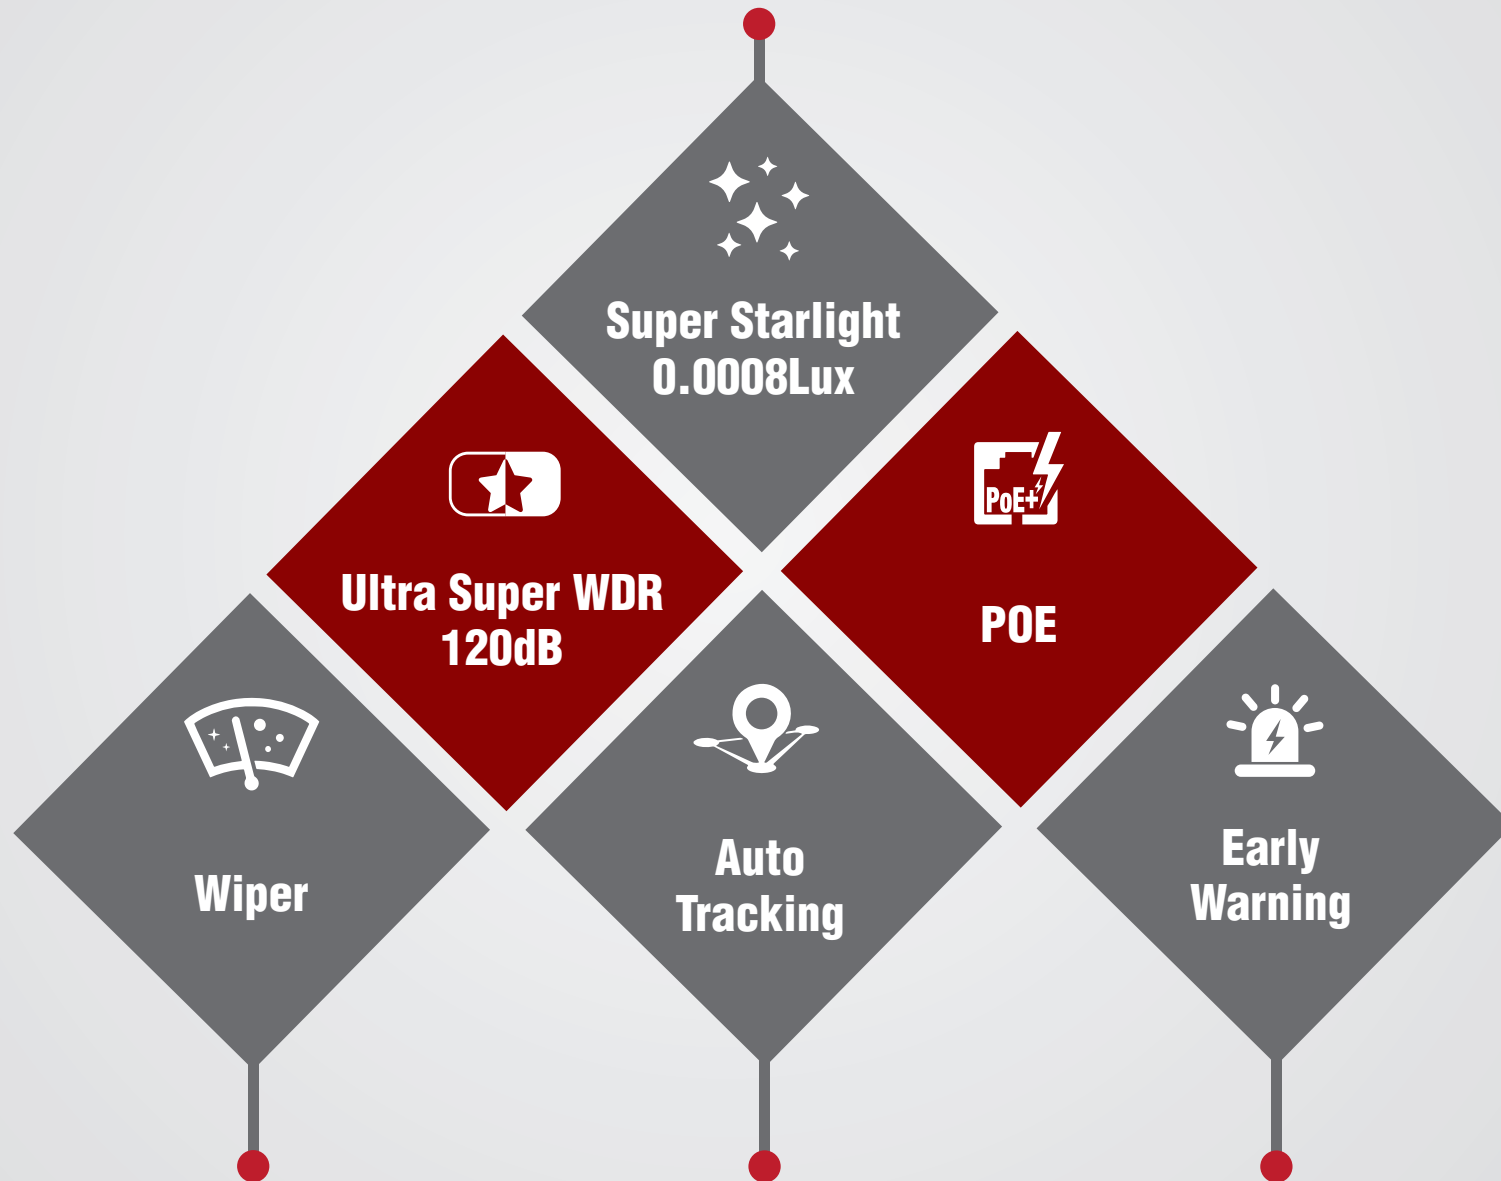 Super Starlight
0.0008Lux
Ultra Super WDR
120dB
PoE+
POE
Wiper
Auto
Tracking
Early
Warning